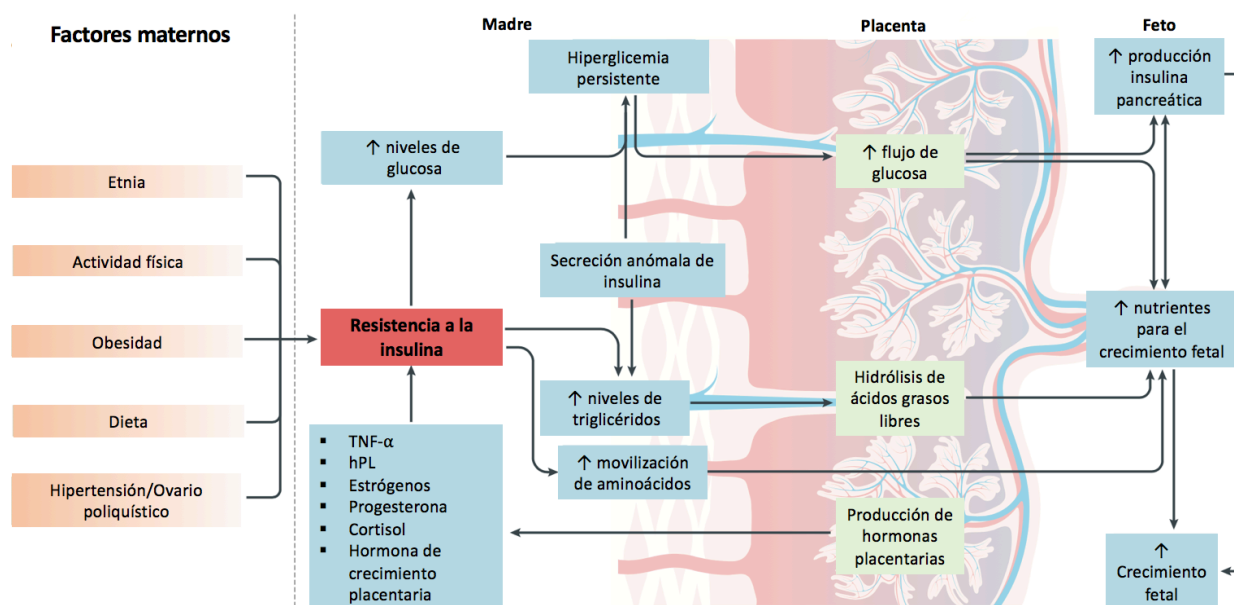 Factores maternos
Madre
Placenta
Feto
Etnia
Actividad física
Obesidad
Dieta
Hipertensión/Ovario
poliquístico
Hiperglicemia
persistente
↑ niveles de
glucosa
Secreción anómala de
insulina
Resistencia a la
insulina
↑ niveles de
triglicéridos
↑ movilización
de aminoácidos
▪ TNF-α
▪ hPL
▪ Estrógenos
▪ Progesterona
▪ Cortisol
▪ Hormona de
crecimiento
placentaria
↑ flujo de
glucosa
Hidrólisis de
ácidos grasos
libres
Producción de
hormonas
placentarias
↑ producción
insulina
pancreática
↑ nutrientes
para el
crecimiento fetal
↑
Crecimiento
fetal